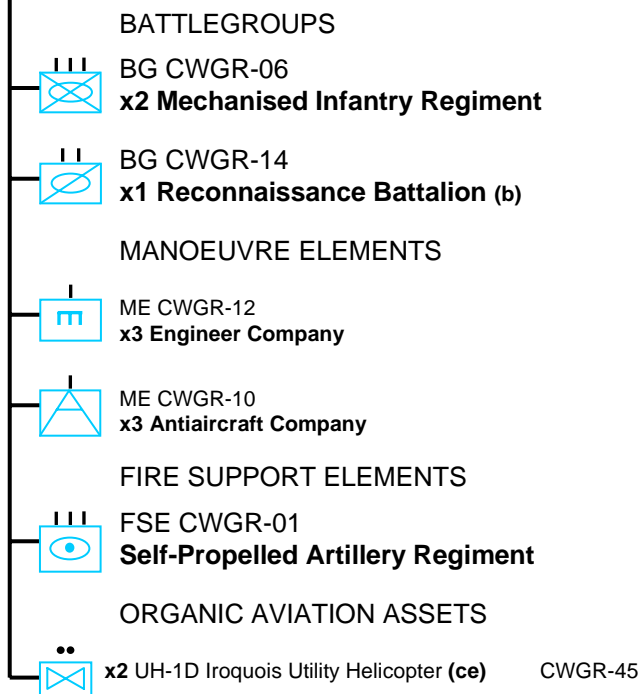 BATTLEGROUPS
BG CWGR-06
x2 Mechanised Infantry Regiment
BG CWGR-14
x1 Reconnaissance Battalion (b)
MANOEUVRE ELEMENTS
ME CWGR-12
x3 Engineer Company
ME CWGR-10
x3 Antiaircraft Company
FIRE SUPPORT ELEMENTS
FSE CWGR-01
Self-Propelled Artillery Regiment
ORGANIC AVIATION ASSETS
x2 UH-1D Iroquois Utility Helicopter (ce) CWGR-45